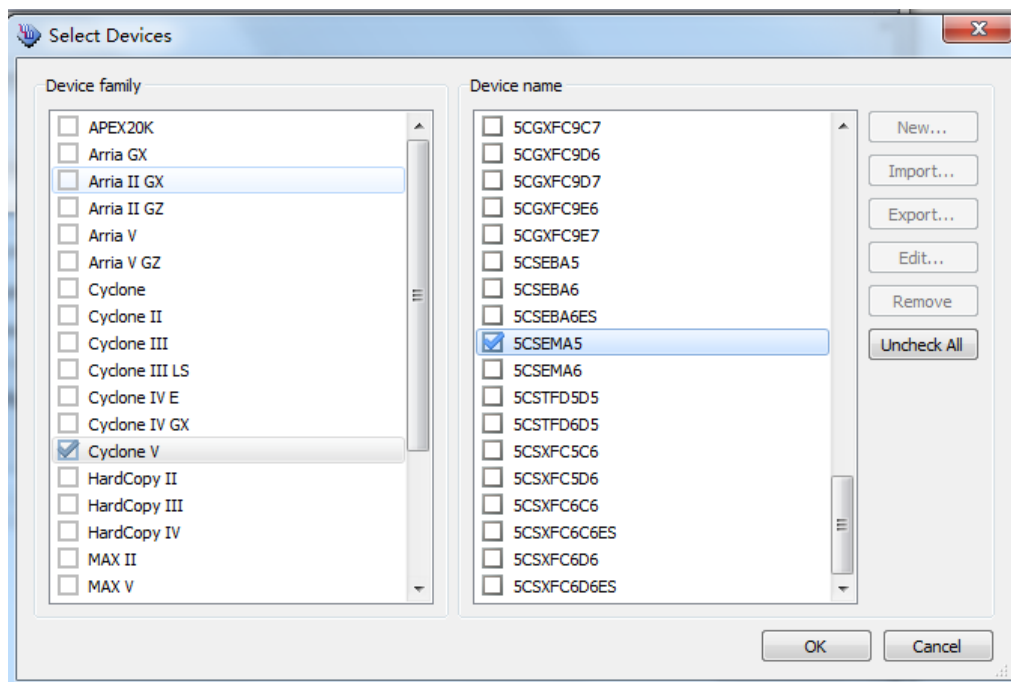 Select Devices
Device family
APEX20K
Arria GX
Arria II GX
Arria II GZ
Arria V
Arria V GZ
Cyclone
Cyclone II
Cyclone III
Cyclone III LS
Cyclone IV E
Cyclone IV GX
Cyclone V
HardCopy II
HardCopy III
HardCopy IV
MAX II
MAX V
Device name
5CGXFC9C7
5CGXFC9D6
5CGXFC9D7
5CGXFC9E6
5CGXFC9E7
5CSEBA5
5CSEBA6
5CSEBA6ES
5CSEMA5
5CSEMA6
5CSTFD5D5
5CSTFD6D5
5CSXFC5C6
5CSXFC5D6
5CSXFC6C6
5CSXFC6C6ES
5CSXFC6D6
5CSXFC6D6ES
New...
Import...
Export...
Edit...
Remove
Uncheck All
OK
Cancel